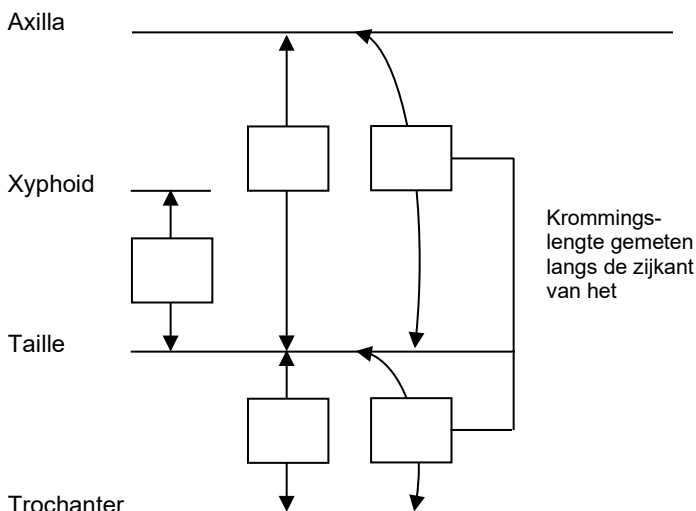 Axilla
Xyphoid
Krommings-
lengte gemeten
langs de zijkant
van het
Taille
Trochanter